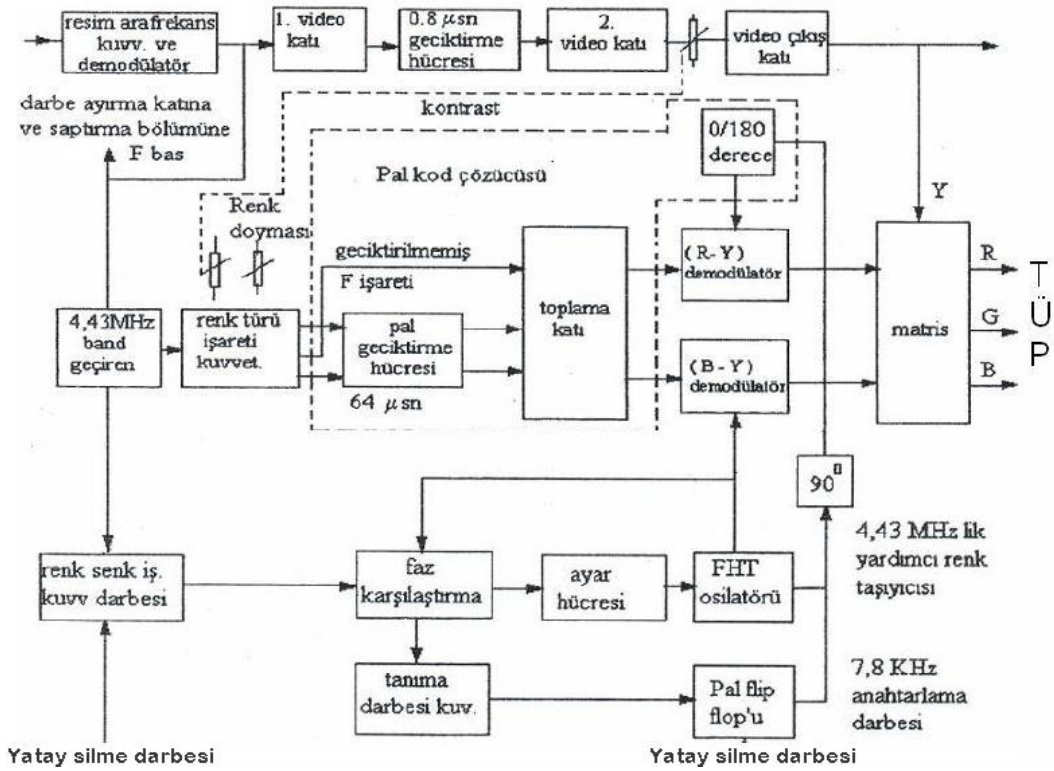 resim arafrekans
kuvv. ve
demodülatör
1. video
katı
0.8 µsn
geciktirme
hücresi
2.
video katı
video çıkış
katı
darbe ayırma katına
ve saptırma bölümüne
F bas
kontrast
0/180
derece
Pal kod çözücüsü
Renk
doyması
Y
geciktirilmemiş
F işareti
4,43MHz
band
geçiren
renk türü
işareti
kuvvet.
pal
geciktirme
hücresi
64 µsn
toplama
katı
(R-Y)
demodülatör
(B-Y)
demodülatör
matris
R
G
B
TÜP
90
renk senk iş.
kuvv darbesi
faz
karşılaştırma
ayar
hücresi
FHT
osilatörü
4,43 MHz lik
yardımcı renk
taşıyıcısı
tanıma
darbesi kuv.
Pal flip
flop'u
7,8 KHz
anahtarlama
darbesi
Yatay silme darbesi
Yatay silme darbesi